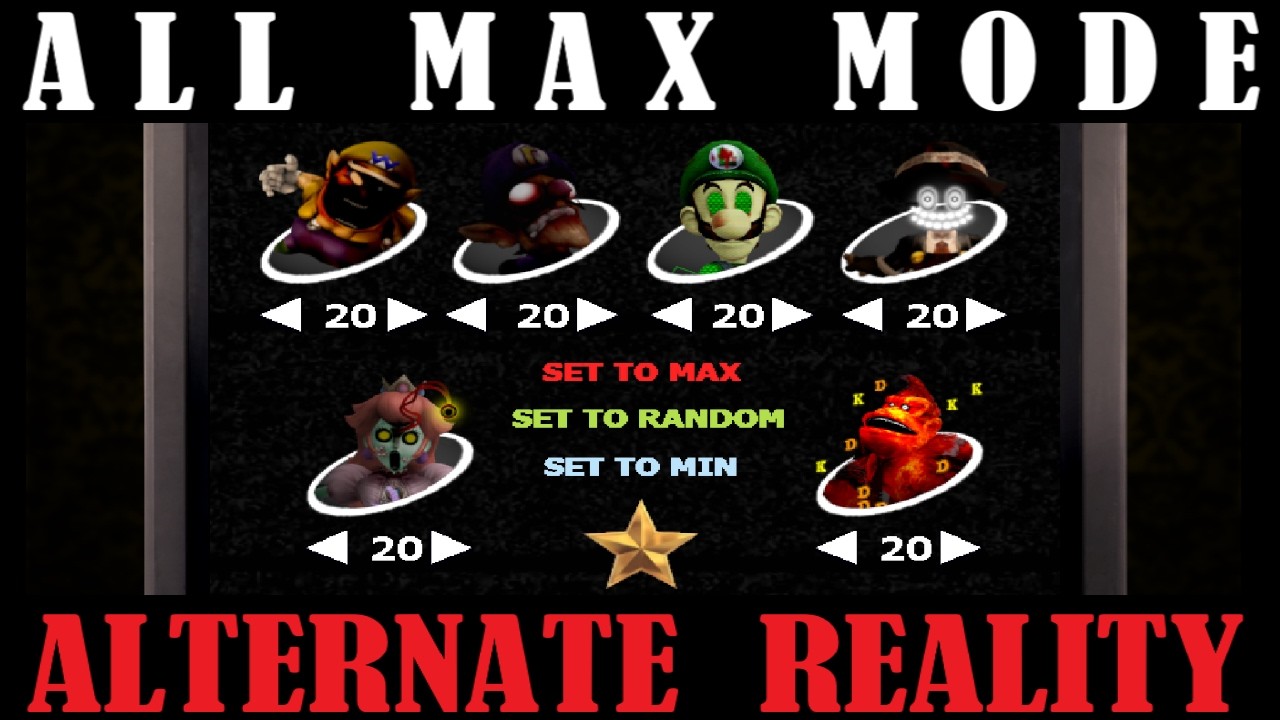 ALL MAX MODE
20 20 20 20
SET TO MAX
SET TO RANDOM
SET TO MIN
K D K K
D
K D
D
D D
20 20
ALTERNATE REALITY